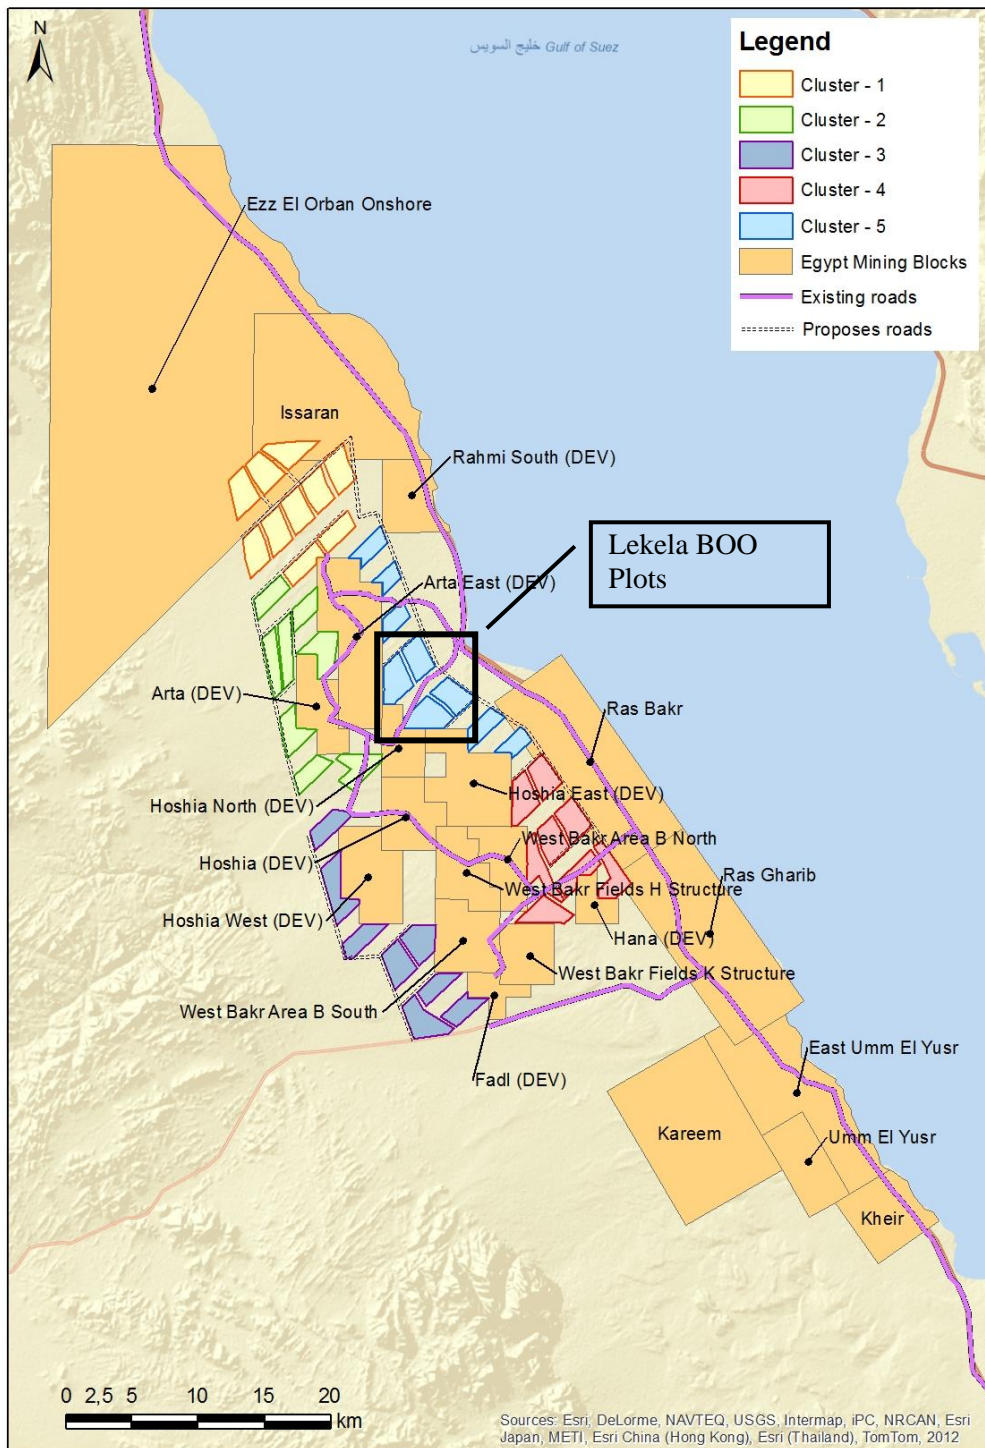 N
خليج السويس Gulf of Suez
Legend
Cluster - 1
Cluster - 2
Cluster - 3
Cluster - 4
Cluster - 5
Egypt Mining Blocks
Existing roads
Proposes roads
Ezz El Orban Onshore
Issaran
Rahmi South (DEV)
Lekela BOO
Plots
Arta East (DEV)
Arta (DEV)
Ras Bakr
Hoshia North (DEV)
Hoshia East (DEV)
West Bakr Area B North
Hoshia (DEV)
West Bakr Fields H Structure
Ras Gharib
Hoshia West (DEV)
Hana (DEV)
West Bakr Fields K Structure
West Bakr Area B South
East Umm El Yusr
Fadl (DEV)
Kareem
Umm El Yusr
Kheir
0 2,5 5 10 15 20
km
Sources: Esri, DeLorme, NAVTEQ, USGS, Intermap, iPC, NRCAN, Esri
Japan, METI, Esri China (Hong Kong), Esri (Thailand), TomTom, 2012